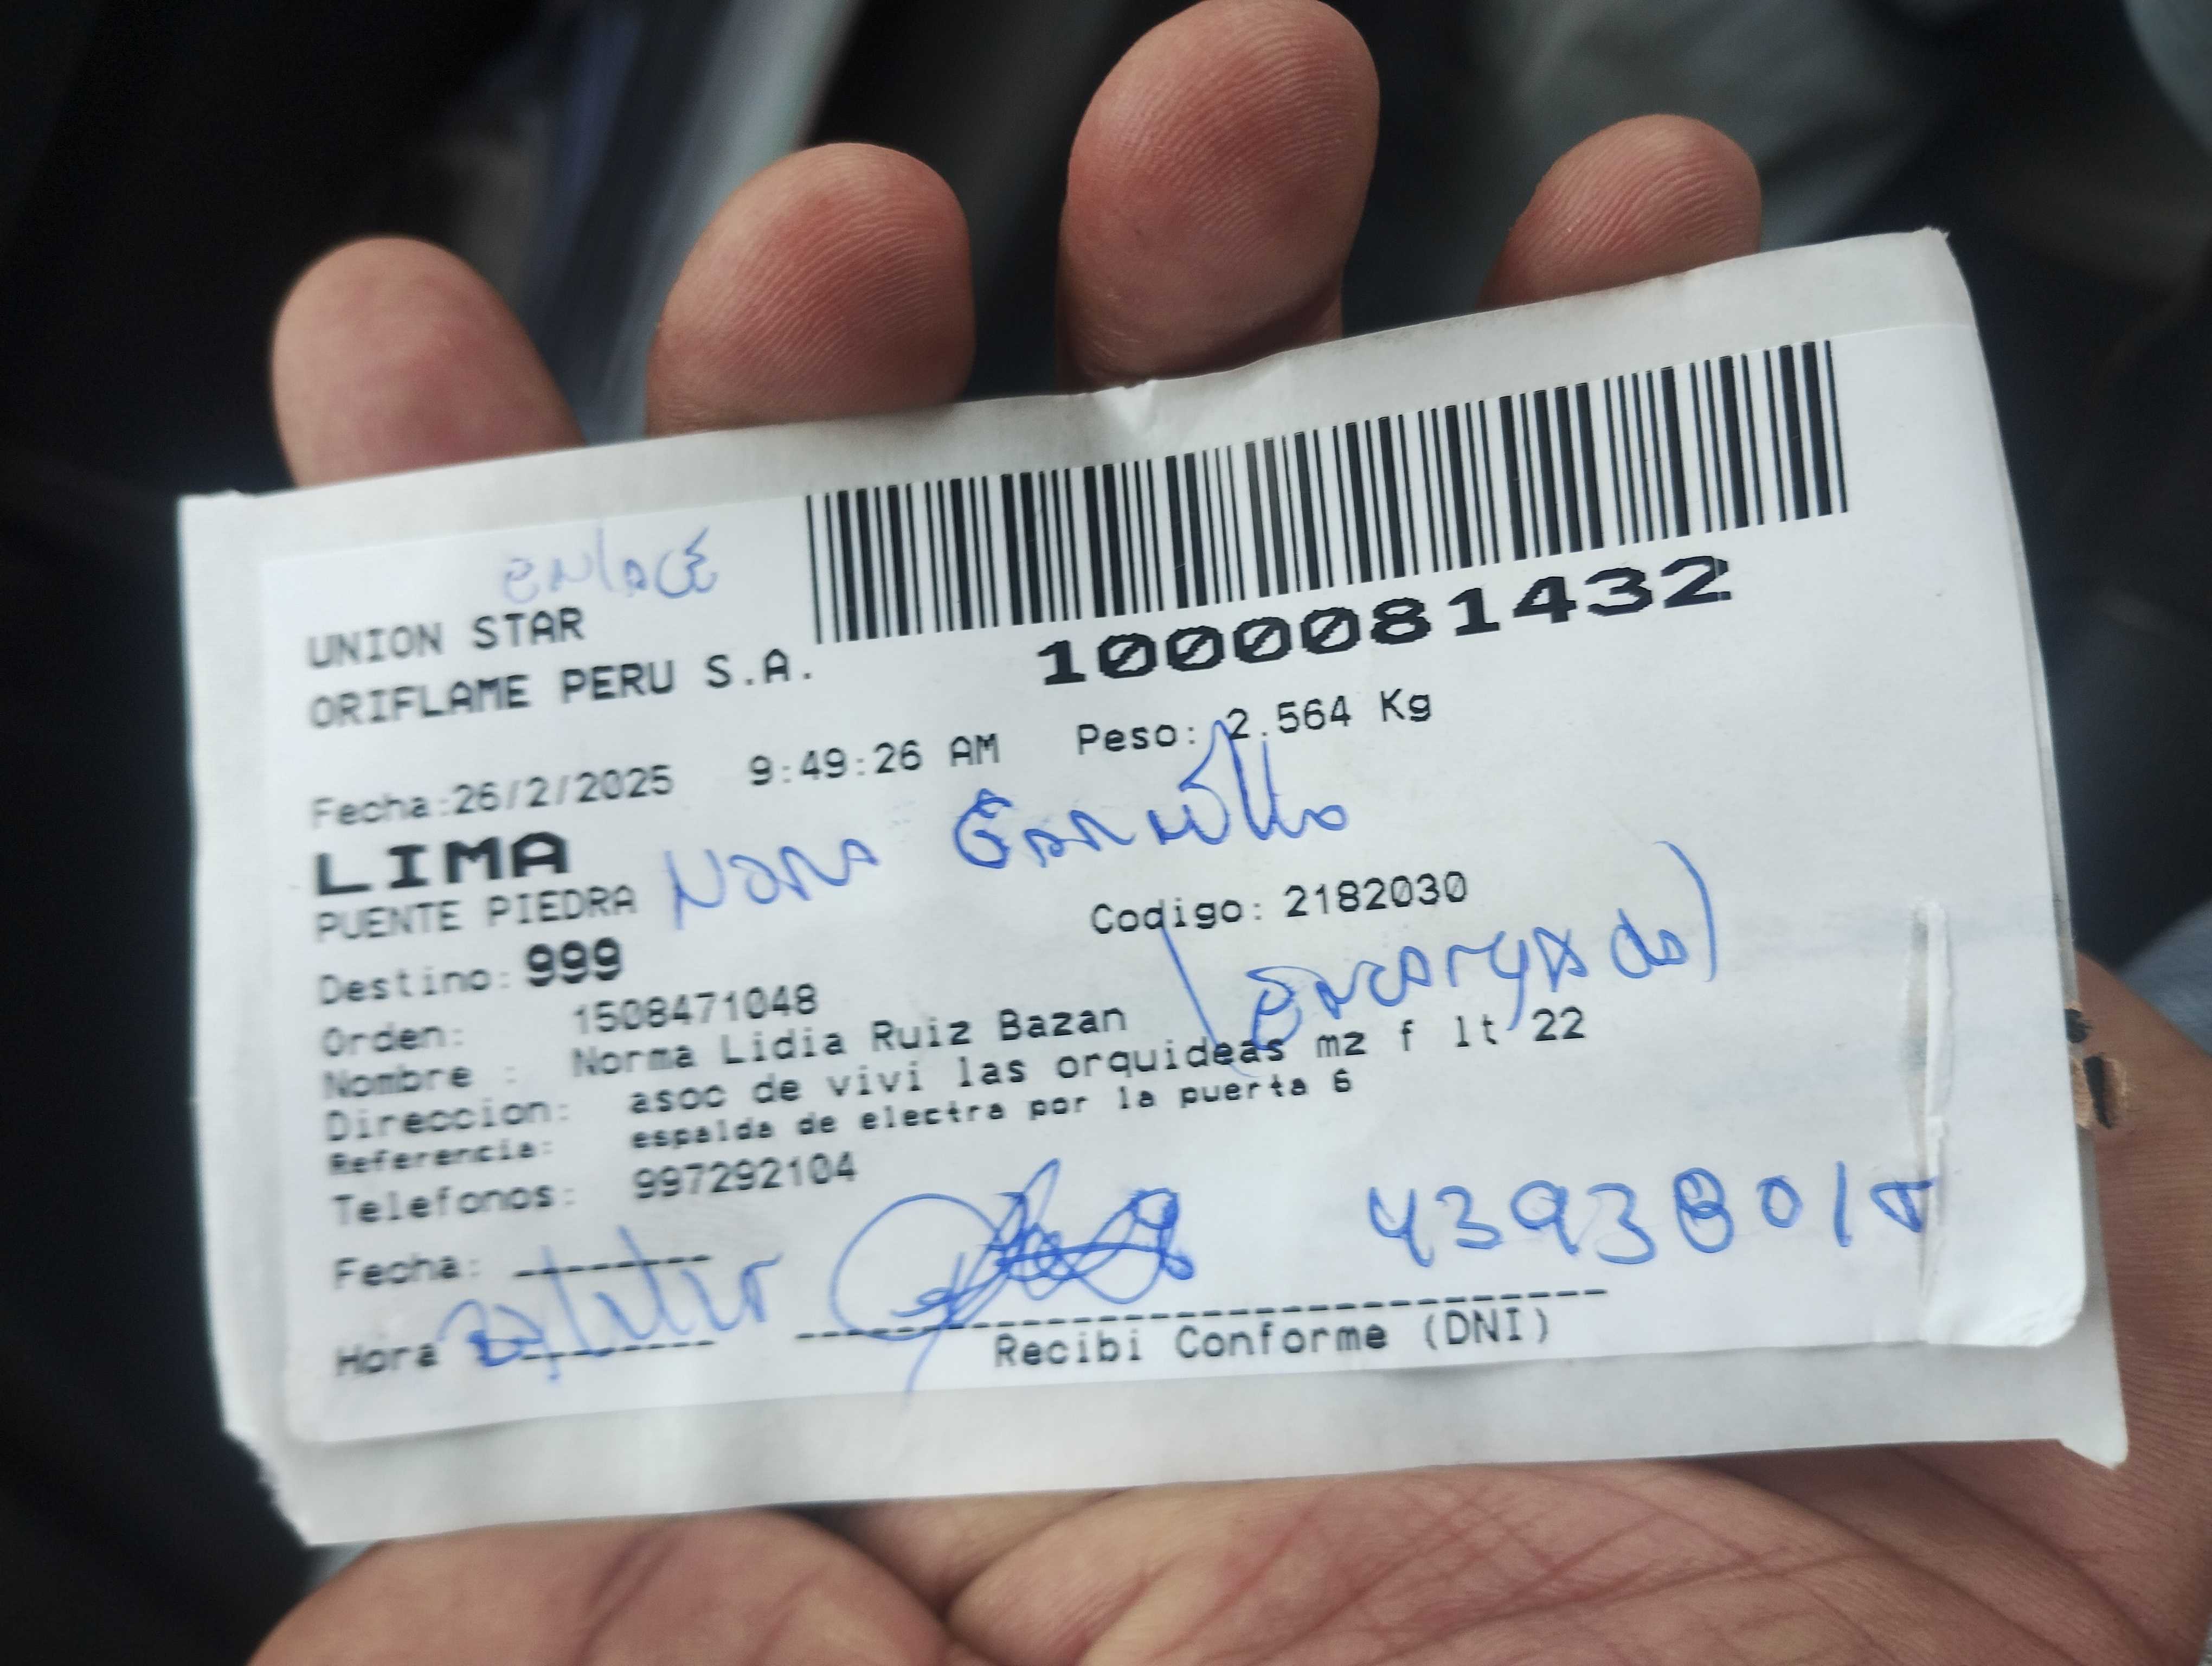 enlace
UNION STAR
ORIFLAME PERU S.A.
1000081432
Fecha:26/2/2025 9:49:26 AM Peso: 2.564 Kg
LIMA
PUENTE PIEDRA
Codigo: 2182030
(Encargada)
Destino: 999
Orden: 1508471048
Nombre : Norma Lidia Ruiz Bazan
Direccion: asoc de vivi las orquideas mz f lt 22
Referencia: espalda de electra por la puerta 6
Telefonos: 997292104
Fecha:
Hora
Recibi Conforme (DNI)